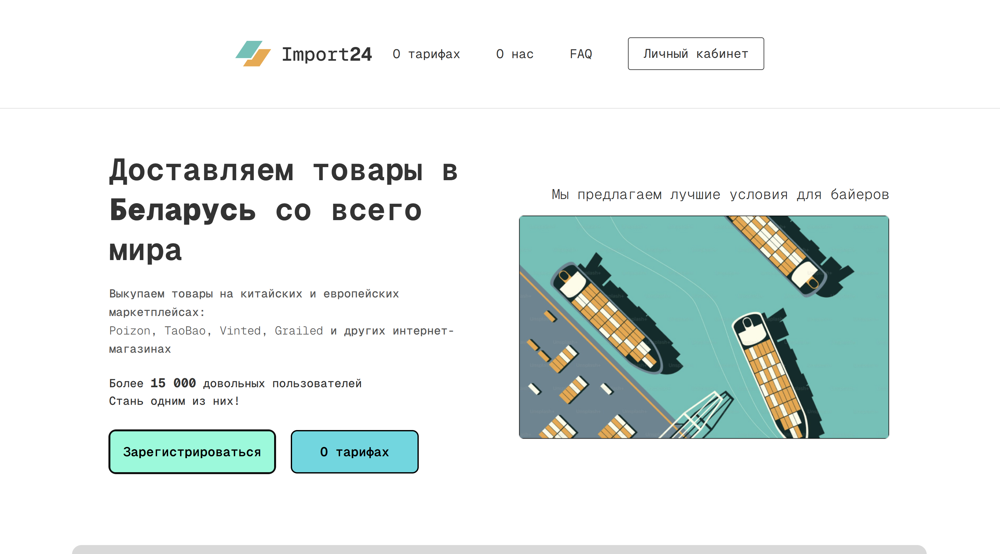 Import24
О тарифах
О нас
FAQ
Личный кабинет
Доставляем товары в
Беларусь со всего
мира
Выкупаем товары на китайских и европейских
маркетплейсах:
Poizon, TaoBao, Vinted, Grailed и других интернет-
магазинах
Более 15 000 довольных пользователей
Стань одним из них!
Зарегистрироваться
О тарифах
Мы предлагаем лучшие условия для байеров
Unsplash+